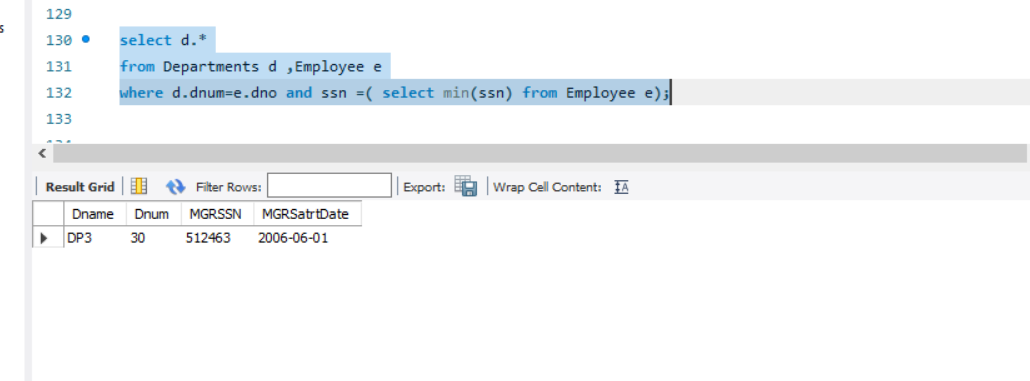 s
129
130 select d.*
131 from Departments d ,Employee e
132 where d.dnum=e.dno and ssn =( select min(ssn) from Employee e);
133
Result Grid Filter Rows: Export: Wrap Cell Content: IA
Dname Dnum MGRSSN MGRSatrtDate
DP3 30 512463 2006-06-01